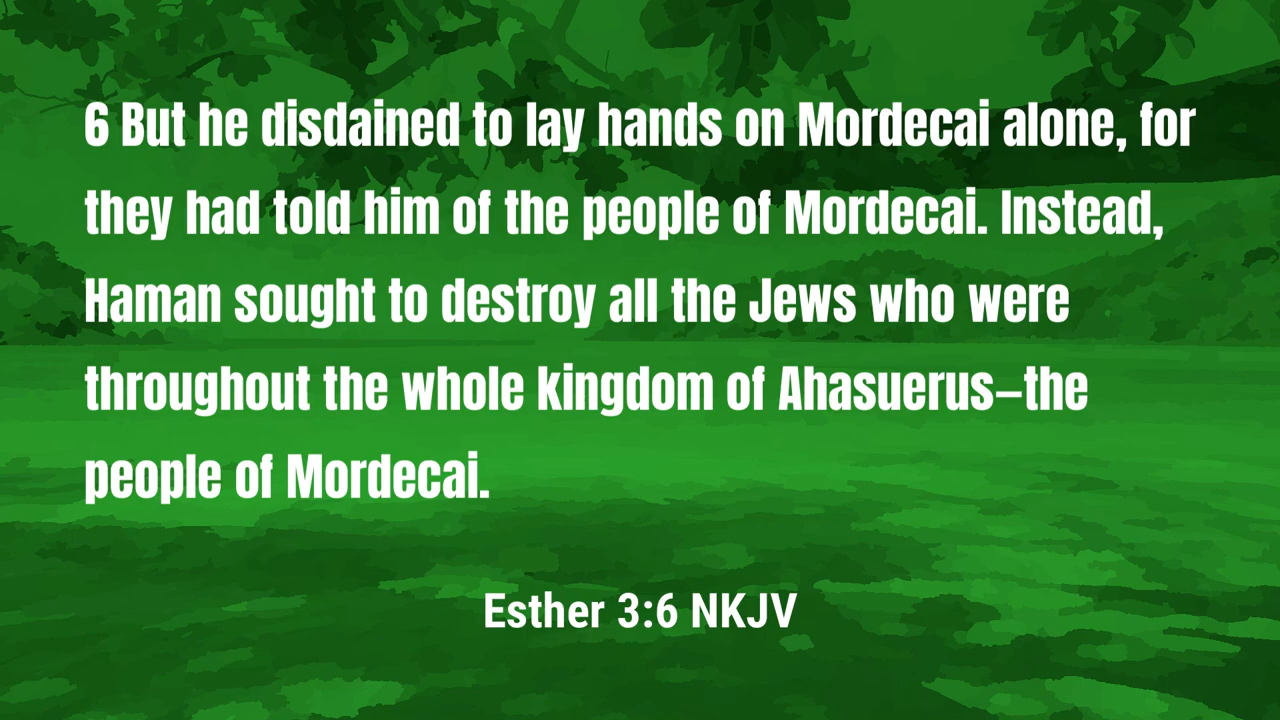 6 But he disdained to lay hands on Mordecai alone, for
they had told him of the people of Mordecai. Instead,
Haman sought to destroy all the Jews who were
throughout the whole kingdom of Ahasuerus—the
people of Mordecai.
Esther 3:6 NKJV